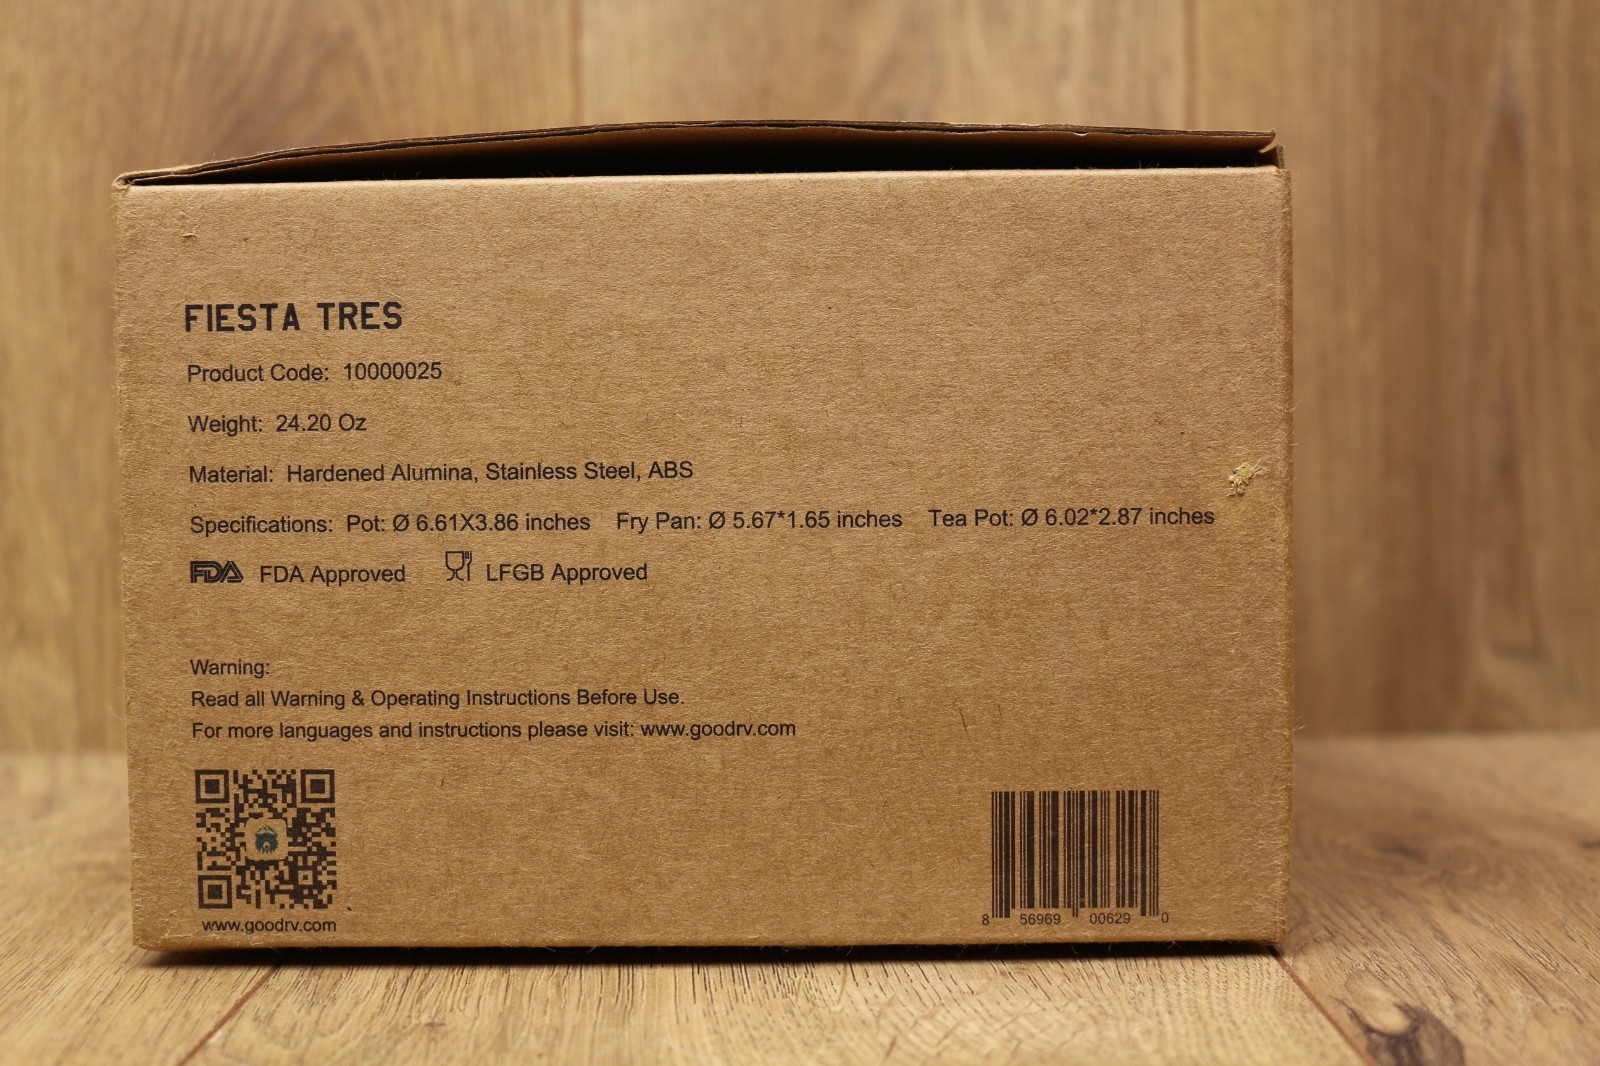 FIESTA TRES
Product Code: 10000025
Weight: 24.20 Oz
Material: Hardened Alumina, Stainless Steel, ABS
Specifications: Pot: Ø 6.61X3.86 inches Fry Pan: Ø 5.67*1.65 inches Tea Pot: Ø 6.02*2.87 inches
FDA FDA Approved LFGB Approved
Warning:
Read all Warning & Operating Instructions Before Use.
For more languages and instructions please visit: www.goodrv.com
www.goodrv.com
8 56969 00629 0